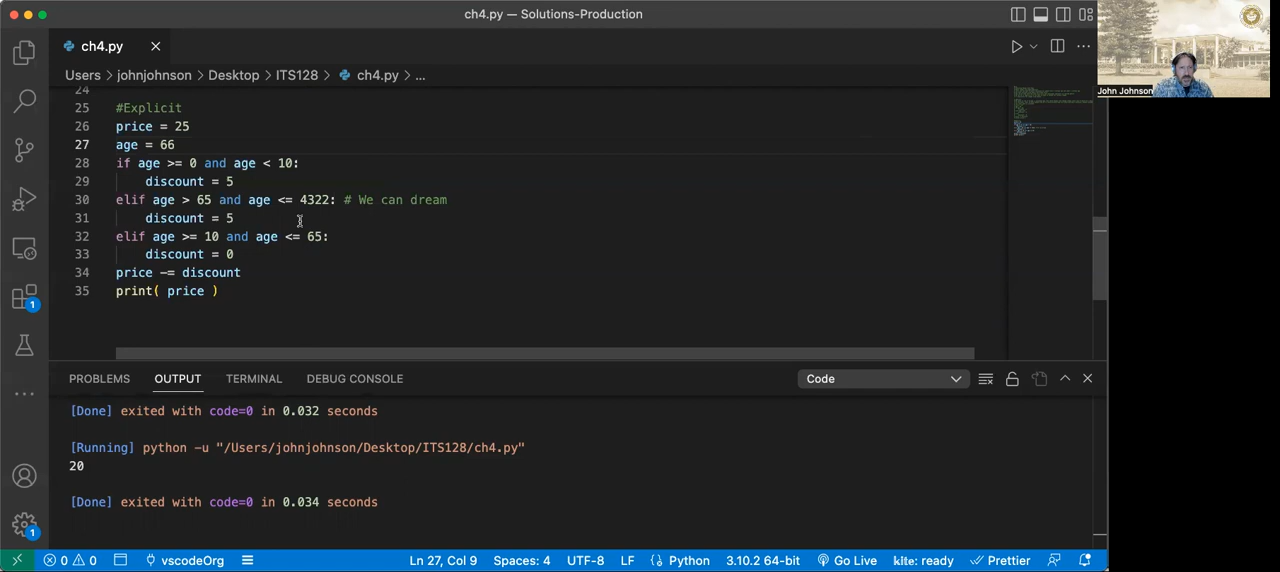 ch4.py — Solutions-Production
ch4.py
Users > johnjohnson > Desktop > ITS128 > ch4.py > ...
John Johnson
24
25 #Explicit
26 price = 25
27 age = 66
28 if age >= 0 and age < 10:
29     discount = 5
30 elif age > 65 and age <= 4322: # We can dream
31     discount = 5
32 elif age >= 10 and age <= 65:
33     discount = 0
34 price -= discount
35 print( price )
PROBLEMS OUTPUT TERMINAL DEBUG CONSOLE Code
[Done] exited with code=0 in 0.032 seconds
[Running] python -u "/Users/johnjohnson/Desktop/ITS128/ch4.py"
20
[Done] exited with code=0 in 0.034 seconds
1
1
0 0 vscodeOrg Ln 27, Col 9 Spaces: 4 UTF-8 LF Python 3.10.2 64-bit Go Live kite: ready Prettier